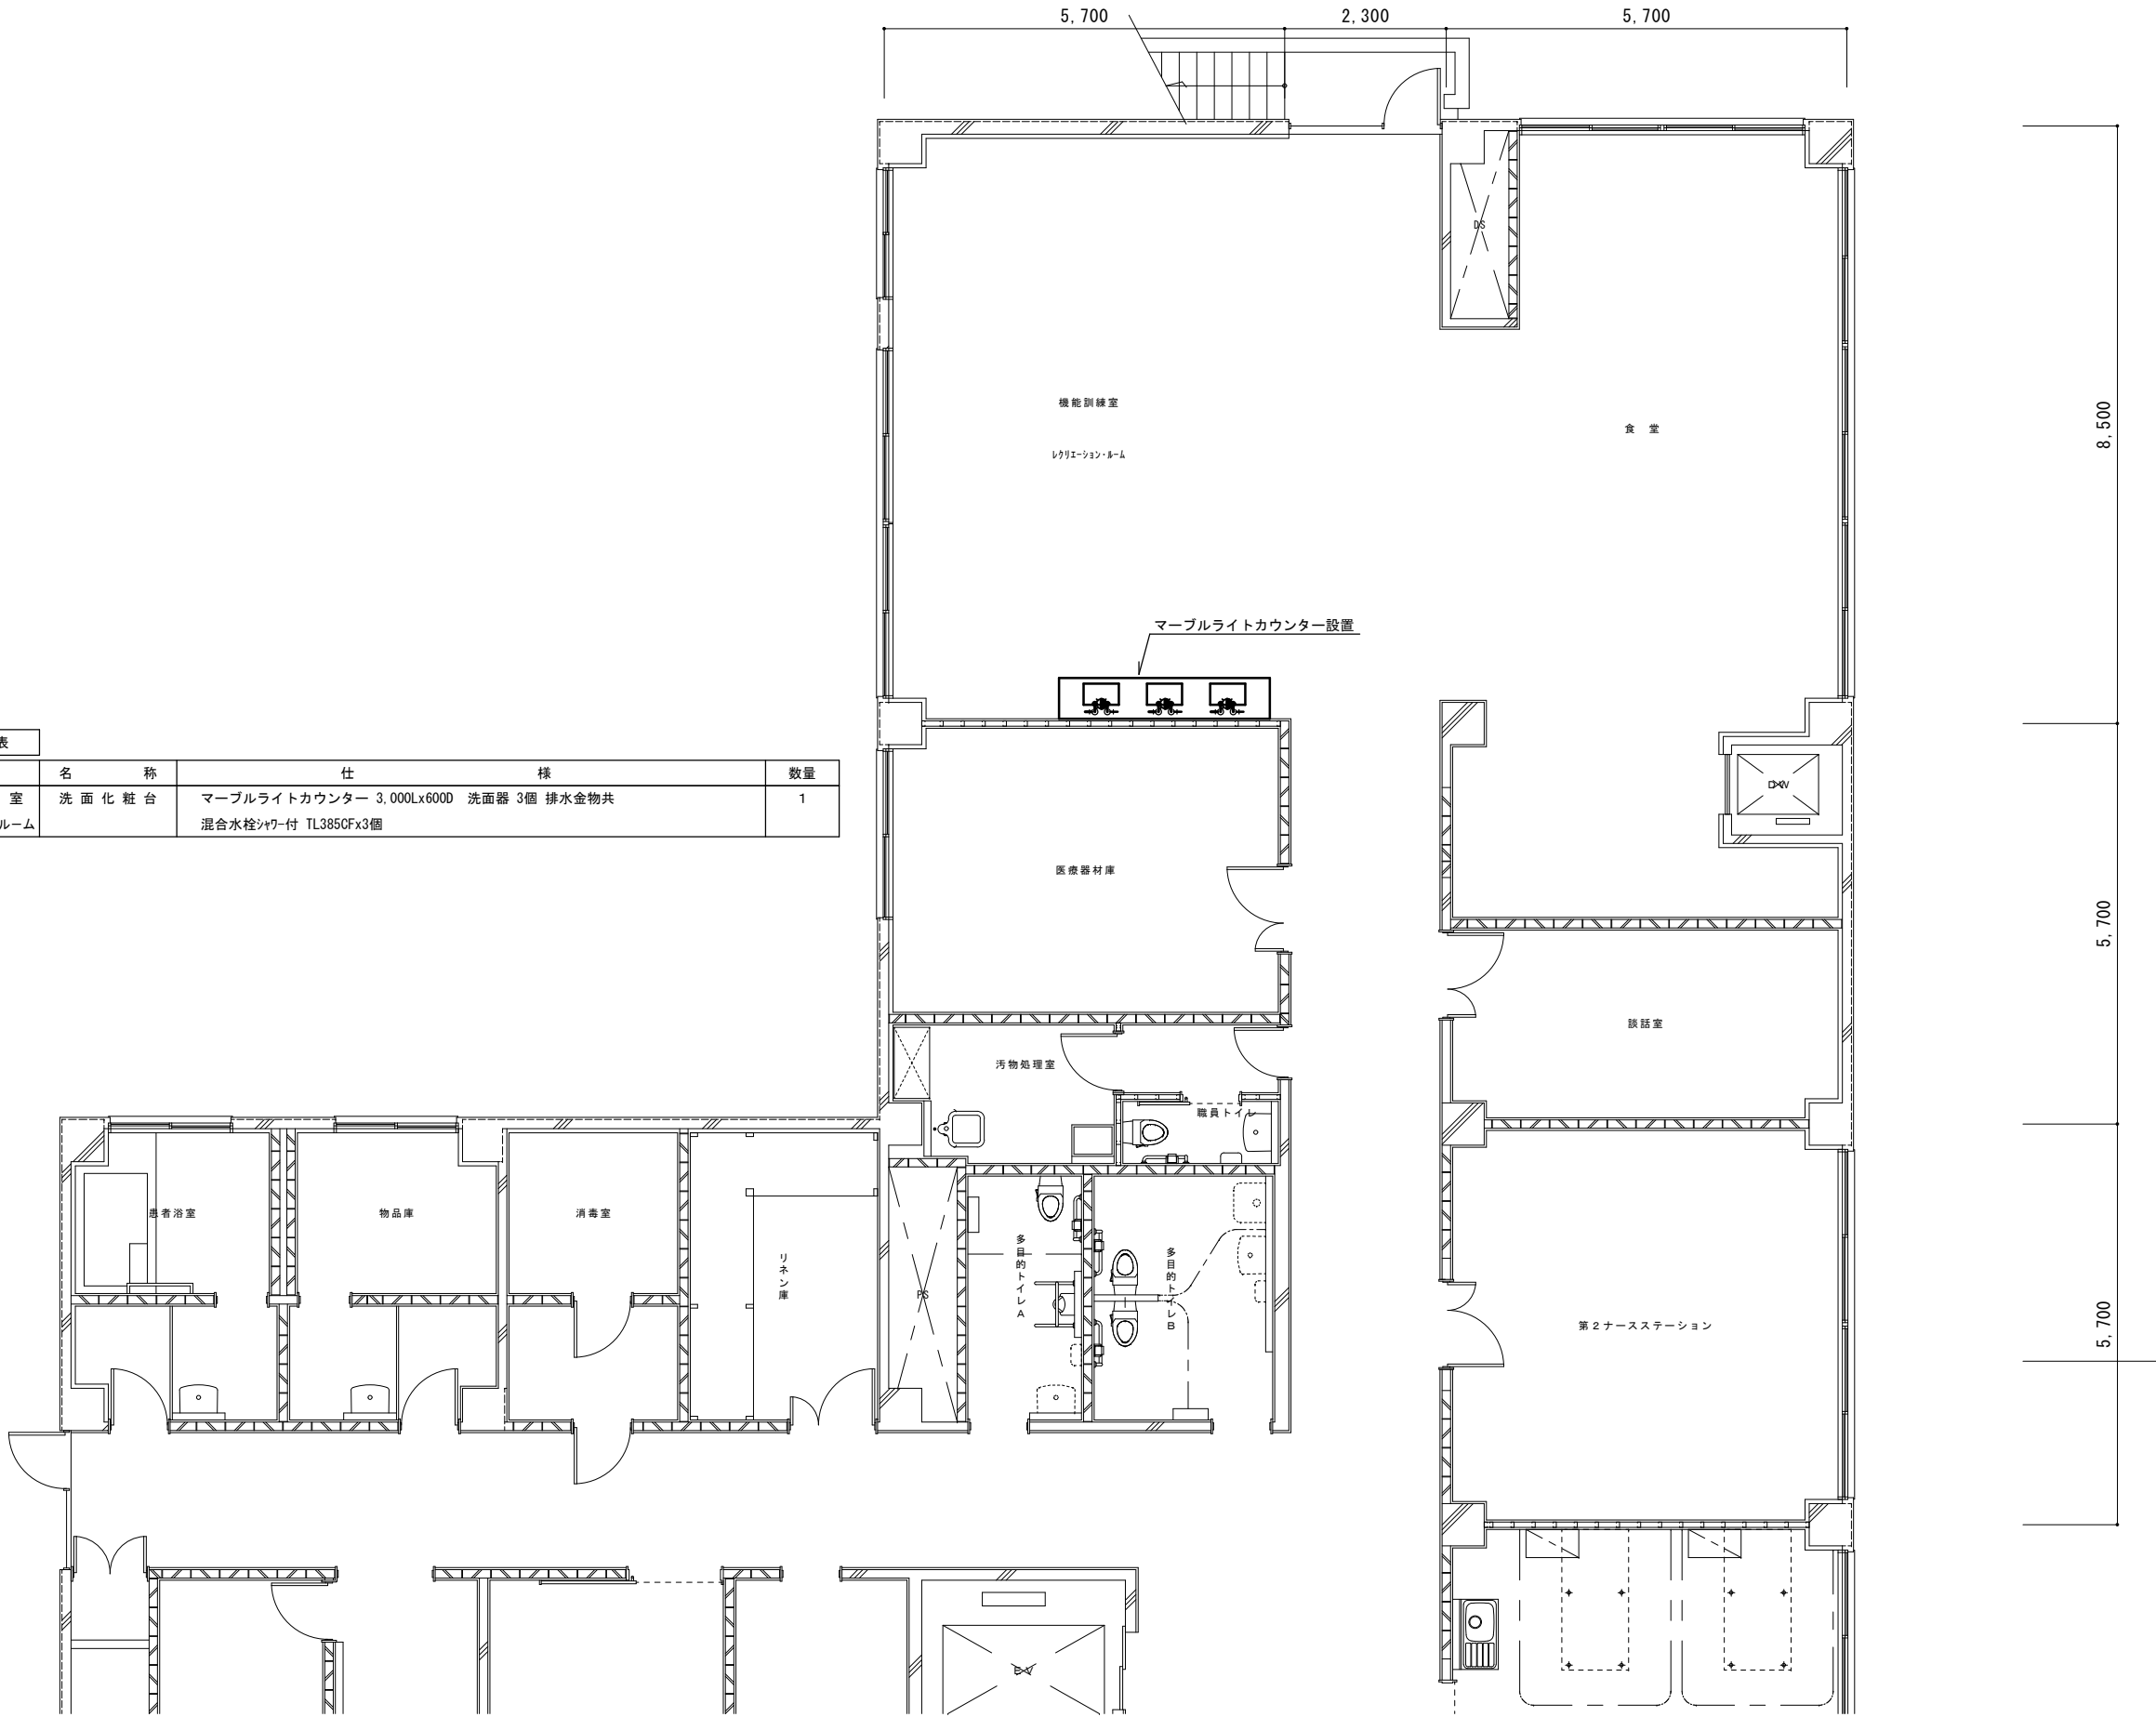 5,700 2,300 5,700
DS
機能訓練室
レクリエーション・ルーム
食 堂
8,500
マーブルライトカウンター設置
表
名 称 仕 様 数量
室 洗面化粧台 マーブルライトカウンター 3,000Lx600D 洗面器 3個 排水金物共 1
ルーム 混合水栓シャワー付 TL385CFx3個
医療器材庫
5,700
談話室
汚物処理室
職員トイレ
患者浴室
物品庫
消毒室
リネン庫
PS
多目的トイレA
多目的トイレB
第2ナースステーション
5,700